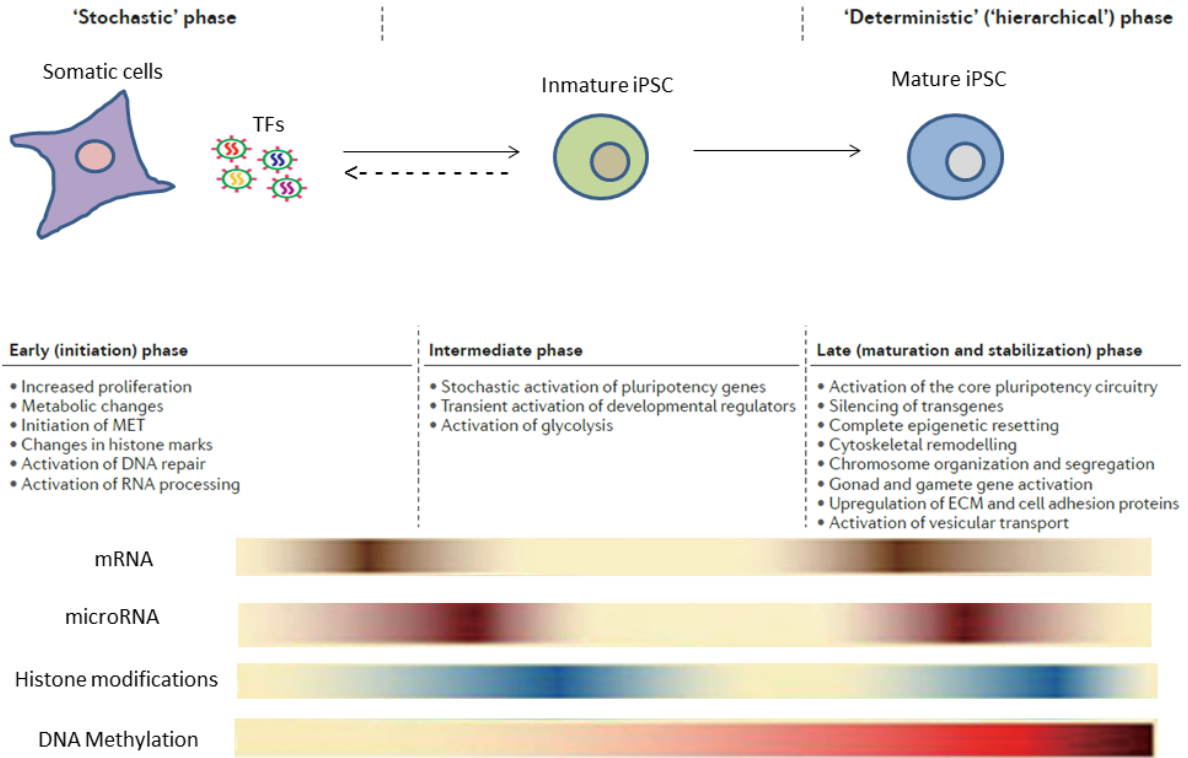 'Stochastic' phase
'Deterministic' ('hierarchical') phase
Somatic cells
TFs
Inmature iPSC
Mature iPSC
Early (initiation) phase
• Increased proliferation
• Metabolic changes
• Initiation of MET
• Changes in histone marks
• Activation of DNA repair
• Activation of RNA processing
Intermediate phase
• Stochastic activation of pluripotency genes
• Transient activation of developmental regulators
• Activation of glycolysis
Late (maturation and stabilization) phase
• Activation of the core pluripotency circuitry
• Silencing of transgenes
• Complete epigenetic resetting
• Cytoskeletal remodelling
• Chromosome organization and segregation
• Gonad and gamete gene activation
• Upregulation of ECM and cell adhesion proteins
• Activation of vesicular transport
mRNA
microRNA
Histone modifications
DNA Methylation